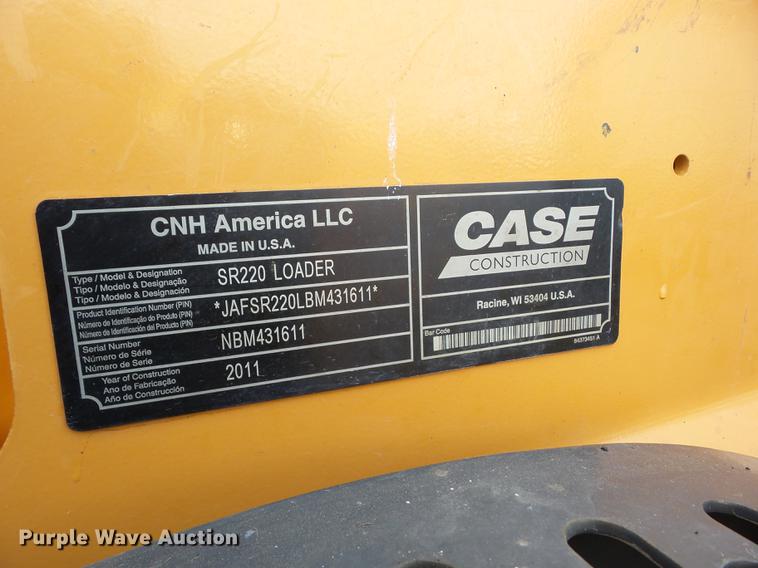 CNH America LLC
MADE IN U.S.A.
Type / Model & Designation
Tipo / Modelo & Designação
Tipo / Modelo & Designación
SR220 LOADER
Product Identification Number (PIN)
Número de Identificação do Produto (PIN)
Número de Identificación del Producto (PIN)
*JAFSR220LBM431611*
Serial Number
Número de Série
Número de Serie
NBM431611
Year of Construction
Ano de Fabricação
Año de Construcción
2011
CASE
CONSTRUCTION
Racine, WI 53404 U.S.A.
Bar Code
84373451 A
Purple Wave Auction